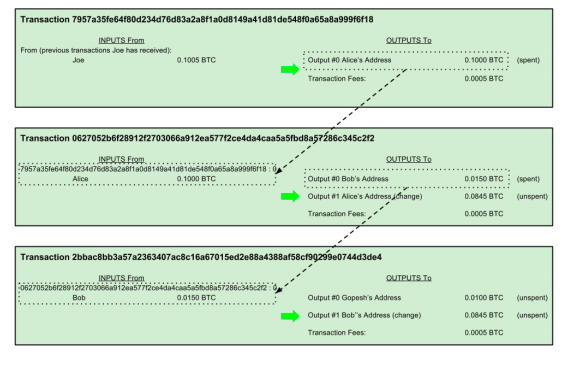 Transaction 7957a35fe64f80d234d76d83a2a8f1a0d8149a41d81de548f0a65a8a999f6f18
INPUTS From
OUTPUTS To
From (previous transactions Joe has received):
Joe 0.1005 BTC
Output #0 Alice's Address 0.1000 BTC (spent)
Transaction Fees: 0.0005 BTC
Transaction 0627052b6f28912f2703066a912ea577f2ce4da4caa5a5fbd8a57286c345c2f2
INPUTS From
OUTPUTS To
7957a35fe64f80d234d76d83a2a8f1a0d8149a41d81de548f0a65a8a999f6f18 : 0
Alice 0.1000 BTC
Output #0 Bob's Address 0.0150 BTC (spent)
Output #1 Alice's Address (change) 0.0845 BTC (unspent)
Transaction Fees: 0.0005 BTC
Transaction 2bbac8bb3a57a2363407ac8c16a67015ed2e88a4388af58cf90299e0744d3de4
INPUTS From
OUTPUTS To
0627052b6f28912f2703066a912ea577f2ce4da4caa5a5fbd8a57286c345c2f2 : 0
Bob 0.0150 BTC
Output #0 Gopesh's Address 0.0100 BTC (unspent)
Output #1 Bob"s Address (change) 0.0845 BTC (unspent)
Transaction Fees: 0.0005 BTC